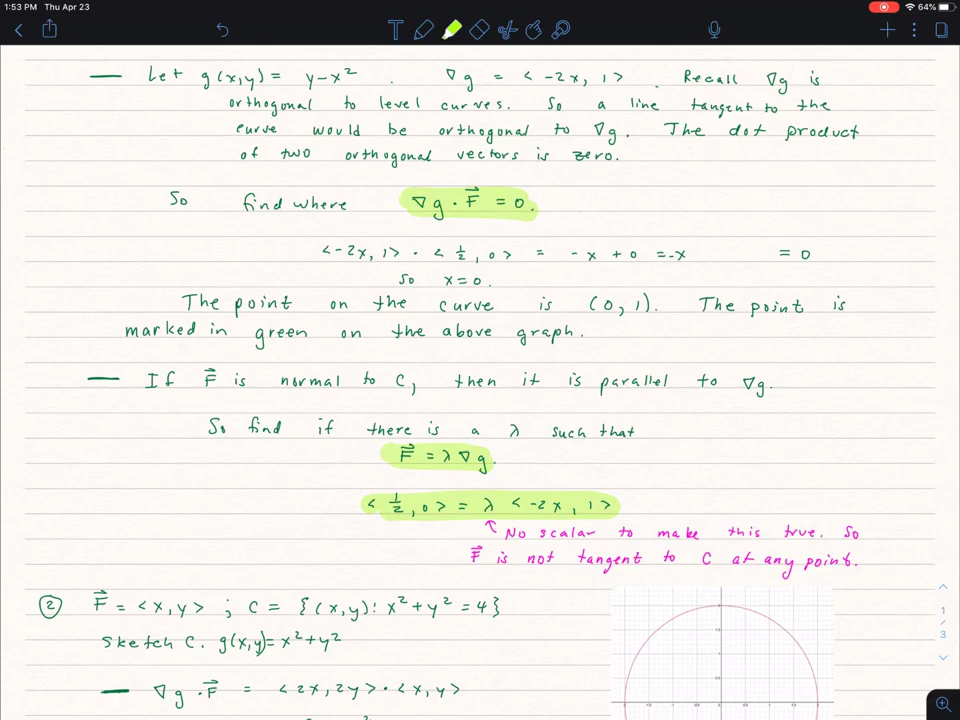 1:53 PM Thu Apr 23
64%
— Let g(x,y) = y-x² . ∇g = < -2x, 1 > . Recall ∇g is
orthogonal to level curves. So a line tangent to the
curve would be orthogonal to ∇g. The dot product
of two orthogonal vectors is zero.
So find where ∇g · F⃗ = 0.
< -2x, 1 > · < 1/2, 0 > = -x + 0 = -x = 0
so x = 0.
The point on the curve is (0, 1). The point is
marked in green on the above graph.
— If F⃗ is normal to C, then it is parallel to ∇g.
So find if there is a λ such that
F⃗ = λ∇g.
< 1/2, 0 > = λ < -2x, 1 >
↑ No scalar to make this true. So
F⃗ is not tangent to C at any point.
② F⃗ = < x, y > ; C = {(x,y): x² + y² = 4}
Sketch C. g(x,y) = x² + y²
— ∇g · F⃗ = < 2x, 2y > · < x, y >
1
/
3